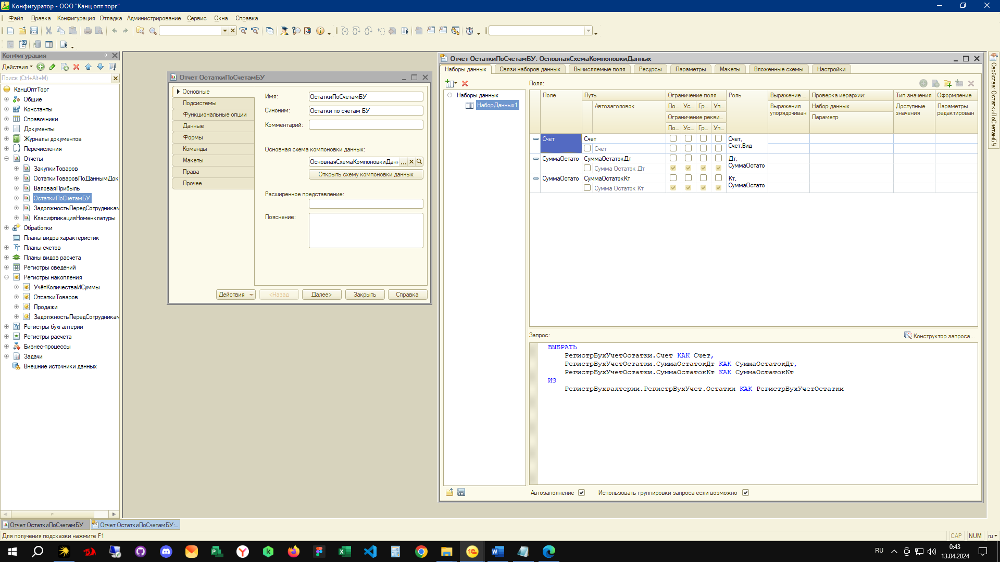 Конфигуратор - ООО "Канц опт торг"
Файл Правка Конфигурация Отладка Администрирование Сервис Окна Справка
Конфигурация
Действия
Поиск (Ctrl+Alt+M)
КанцОптТорг
Общие
Константы
Справочники
Документы
Журналы документов
Перечисления
Отчеты
ЗакупкиТоваров
ОстаткиТоваровПоДаннымДоку
ВаловаяПрибыль
ОстаткиПоСчетамБУ
ЗадолжностьПередСотрудникам
КласифпикацияНоменклатуры
Обработки
Планы видов характеристик
Планы счетов
Планы видов расчета
Регистры сведений
Регистры накопления
УчётКоличестваИСуммы
ОтсаткиТоваров
Продажи
ЗадолжностьПередСотрудникам
Регистры бухгалтерии
Регистры расчета
Бизнес-процессы
Задачи
Внешние источники данных
Отчет ОстаткиПоСчетамБУ
Основные
Подсистемы
Функциональные опции
Данные
Формы
Команды
Макеты
Права
Прочее
Имя: ОстаткиПоСчетамБУ
Синоним: Остатки по счетам БУ
Комментарий:
Основная схема компоновки данных:
ОсновнаяСхемаКомпоновкиДанн ...
Открыть схему компоновки данных
Расширенное представление:
Пояснение:
Действия <Назад Далее> Закрыть Справка
Отчет ОстаткиПоСчетамБУ: ОсновнаяСхемаКомпоновкиДанных
Наборы данных Связи наборов данных Вычисляемые поля Ресурсы Параметры Макеты Вложенные схемы Настройки
Поля:
Наборы данных
НаборДанных1
Поле Путь Ограничение поля Роль Выражение ... Проверка иерархии: Тип значения Оформление
Автозаголовок По... Ус... Гр... Уп... Выражения упорядочиван Набор данных Доступные значения Параметры редактирован
Ограничение рекви... Параметр
По... Ус... Гр... Уп...
Счет Счет Счет,
Счет Счет.Вид
СуммаОстато СуммаОстатокДт Дт,
Сумма Остаток Дт СуммаОстато
СуммаОстато СуммаОстатокКт Кт,
Сумма Остаток Кт СуммаОстато
Запрос: Конструктор запроса...
ВЫБРАТЬ
РегистрБухУчетОстатки.Счет КАК Счет,
РегистрБухУчетОстатки.СуммаОстатокДт КАК СуммаОстатокДт,
РегистрБухУчетОстатки.СуммаОстатокКт КАК СуммаОстатокКт
ИЗ
РегистрБухгалтерии.РегистрБухУчет.Остатки КАК РегистрБухУчетОстатки
Автозаполнение Использовать группировки запроса если возможно
Свойства: ОстаткиПоСчетамБУ
Отчет ОстаткиПоСчетамБУ Отчет ОстаткиПоСчетамБУ:...
Для получения подсказки нажмите F1 CAP NUM ru
RU 0:43
13.04.2024